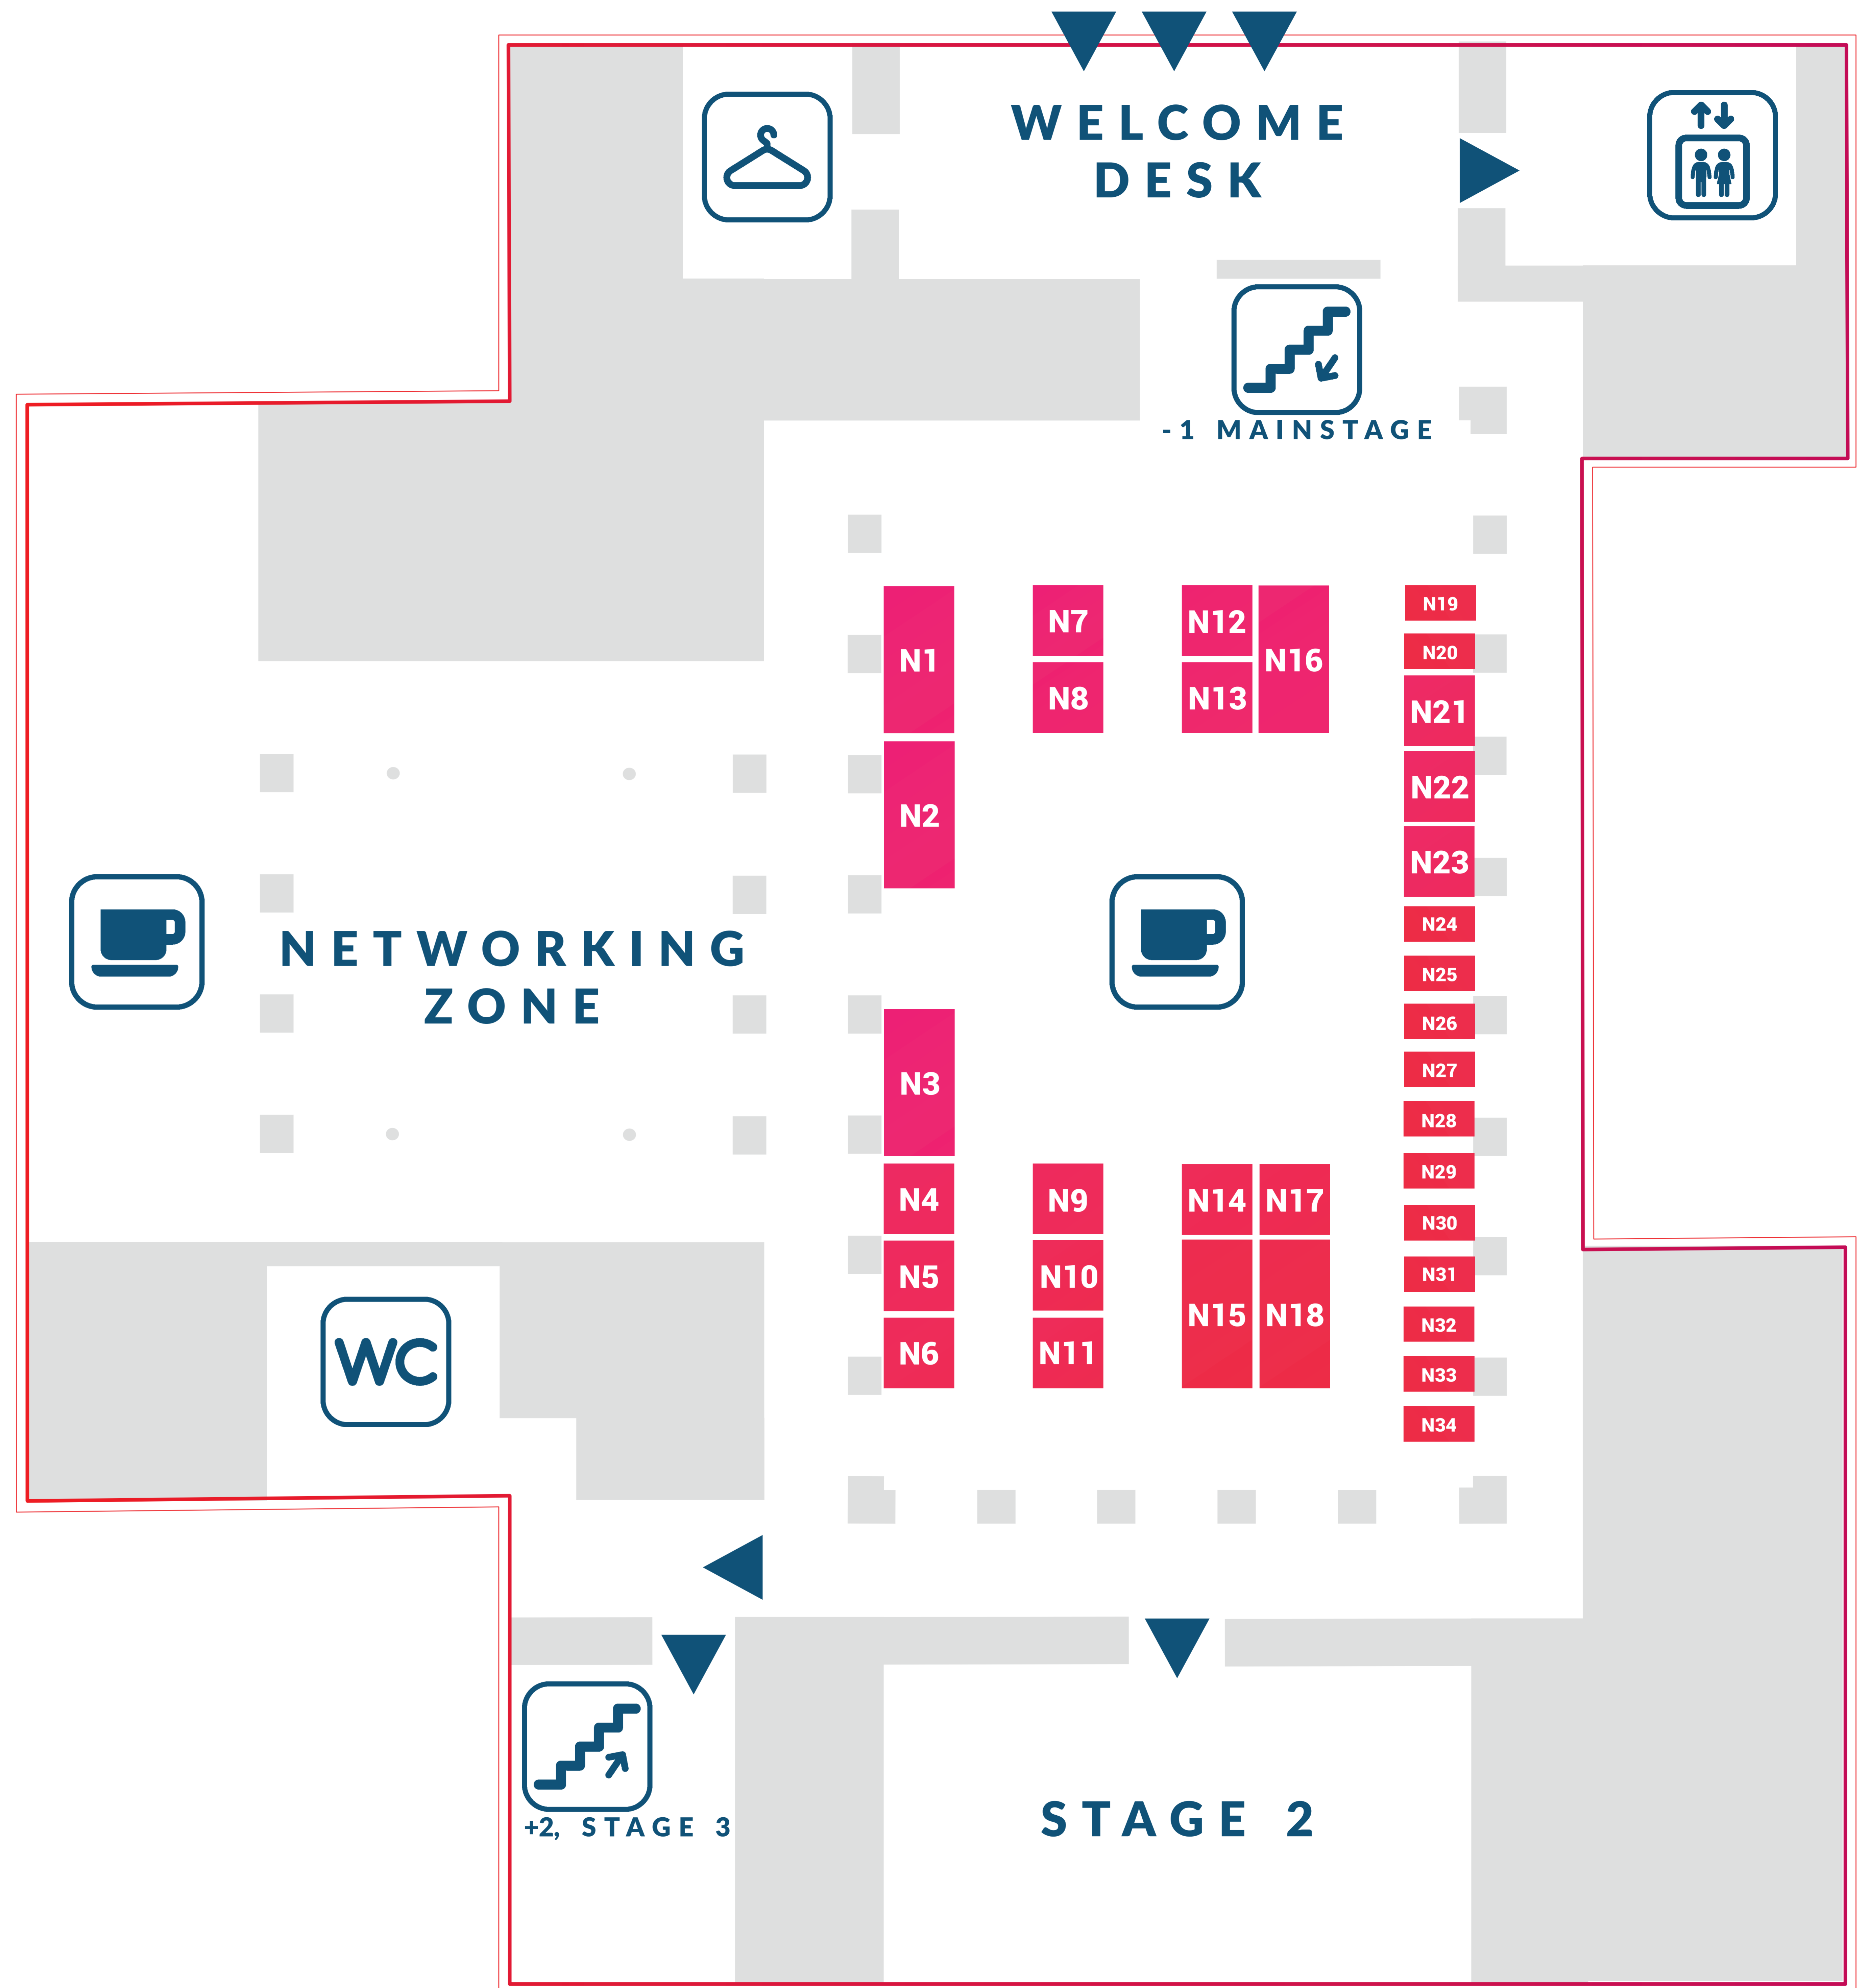 WELCOME
DESK
-1 MAINSTAGE
N1
N7
N8
N12
N13
N16
N19
N20
N21
N2
N22
N23
N24
NETWORKING
ZONE
N25
N26
N3
N27
N28
N29
N4
N9
N14
N17
N30
N5
N10
N31
N15
N18
N32
N6
N11
N33
WC
N34
+2, STAGE 3
STAGE 2